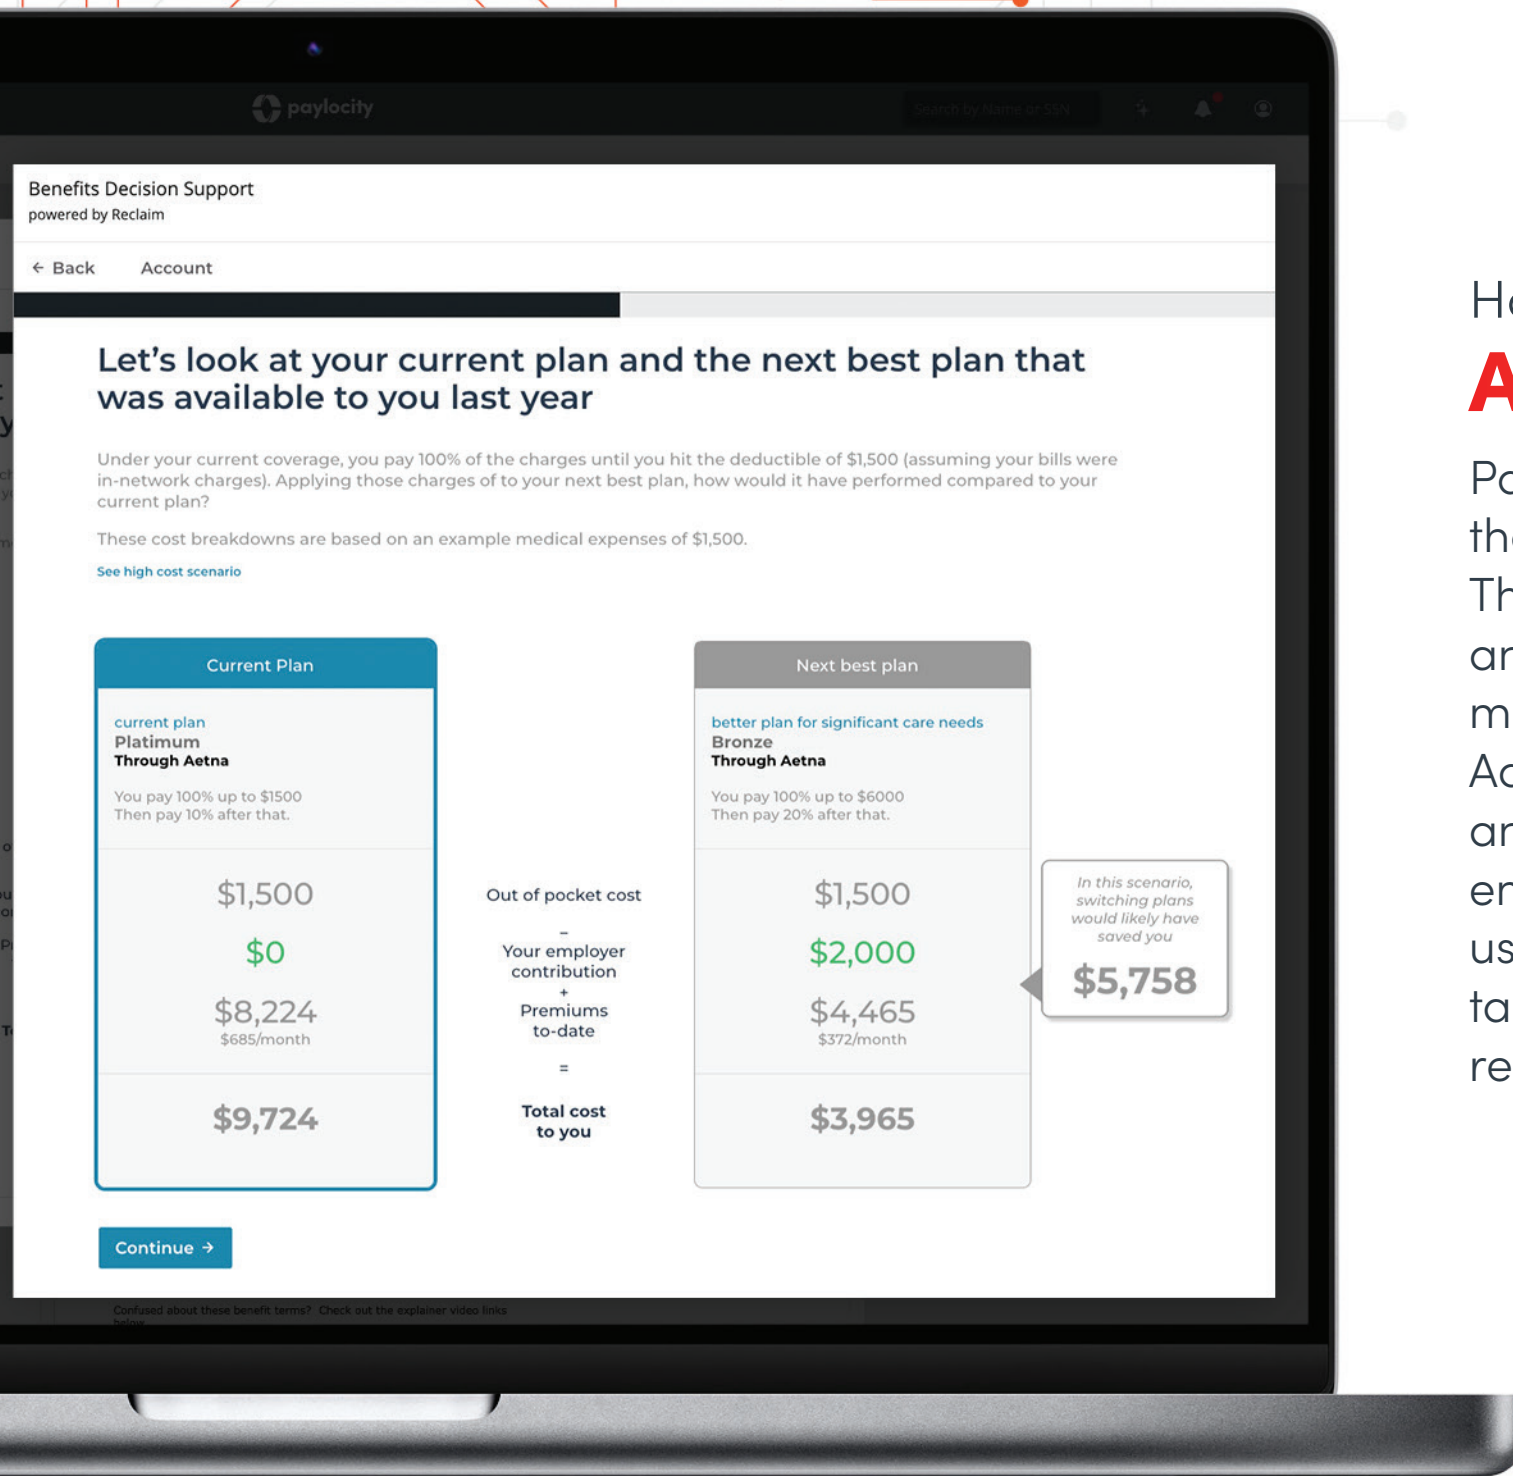 paylocity
Search by Name or SSN
Benefits Decision Support
powered by Reclaim
← Back Account
Let's look at your current plan and the next best plan that
was available to you last year
Under your current coverage, you pay 100% of the charges until you hit the deductible of $1,500 (assuming your bills were
in-network charges). Applying those charges of to your next best plan, how would it have performed compared to your
current plan?
These cost breakdowns are based on an example medical expenses of $1,500.
See high cost scenario
Current Plan
current plan
Platimum
Through Aetna
You pay 100% up to $1500
Then pay 10% after that.
$1,500
$0
$8,224
$685/month
$9,724
Out of pocket cost
–
Your employer
contribution
+
Premiums
to-date
=
Total cost
to you
Next best plan
better plan for significant care needs
Bronze
Through Aetna
You pay 100% up to $6000
Then pay 20% after that.
$1,500
$2,000
$4,465
$372/month
$3,965
In this scenario,
switching plans
would likely have
saved you
$5,758
Continue →
Confused about these benefit terms? Check out the explainer video links
below